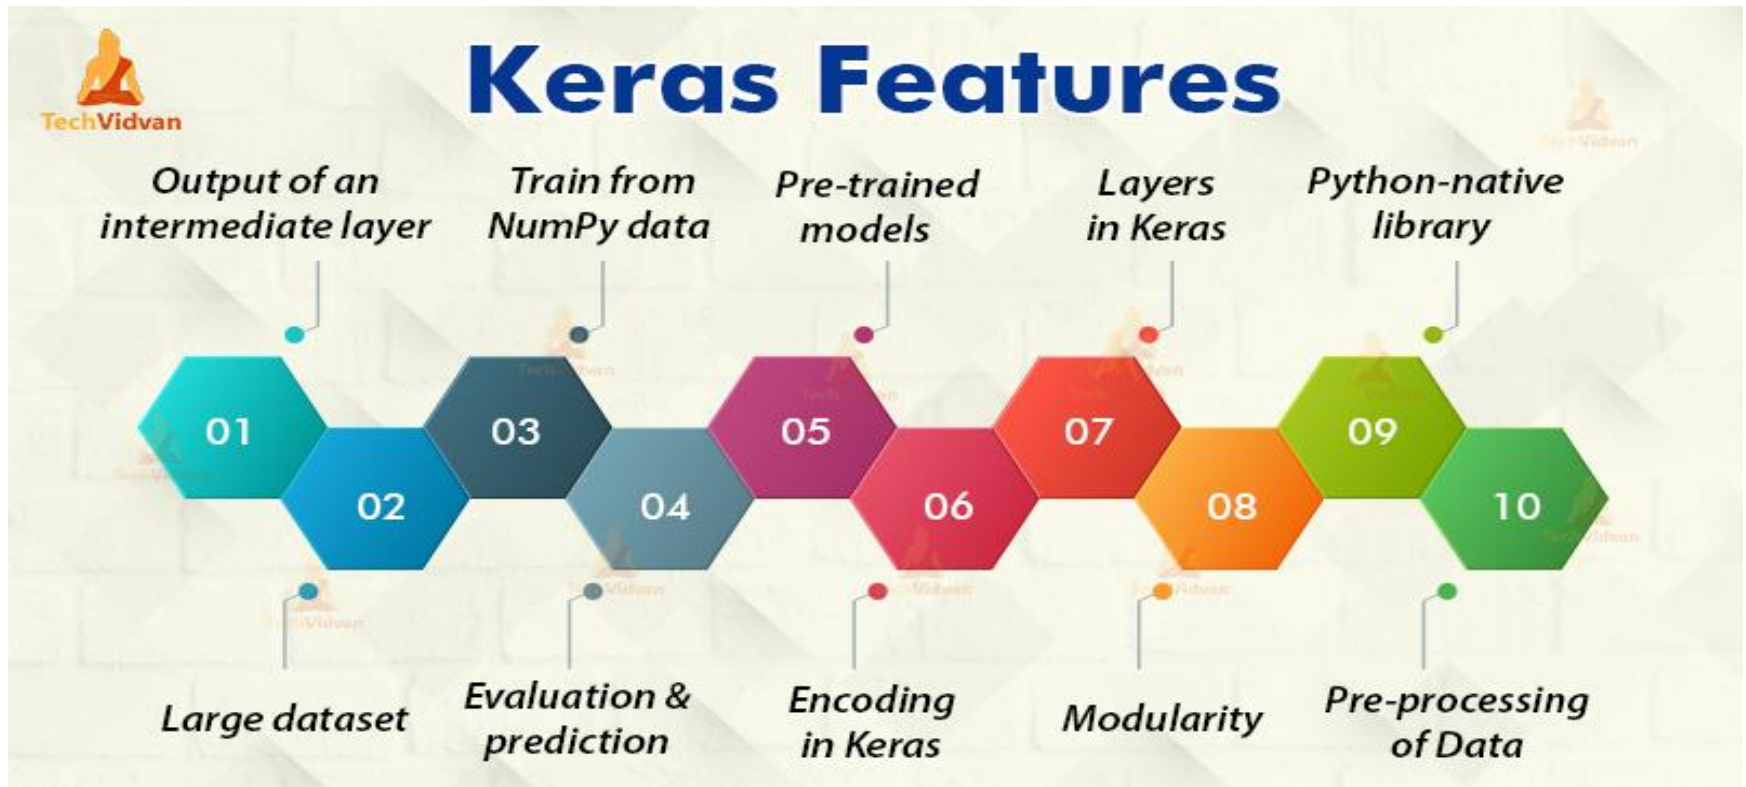 TechVidvan
Keras Features
Output of an
intermediate layer
Train from
NumPy data
Pre-trained
models
Layers
in Keras
Python-native
library
01
02
03
04
05
06
07
08
09
10
Large dataset
Evaluation &
prediction
Encoding
in Keras
Modularity
Pre-processing
of Data